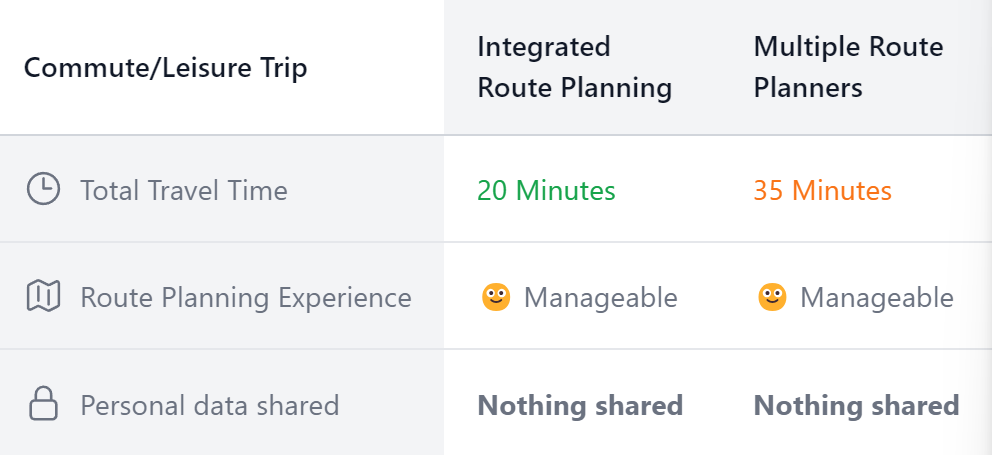 Commute/Leisure Trip
Integrated
Route Planning
Multiple Route
Planners
Total Travel Time
20 Minutes
35 Minutes
Route Planning Experience
Manageable
Manageable
Personal data shared
Nothing shared
Nothing shared